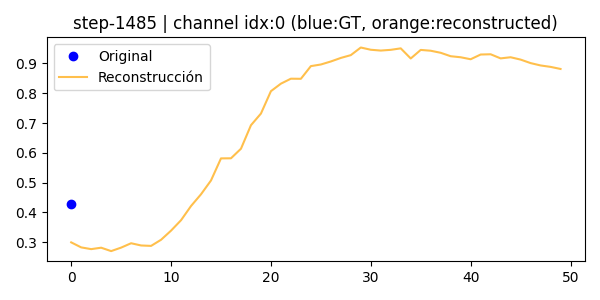 step-1485 | channel idx:0 (blue:GT, orange:reconstructed)
Original
Reconstrucción
0.9
0.8
0.7
0.6
0.5
0.4
0.3
0 10 20 30 40 50